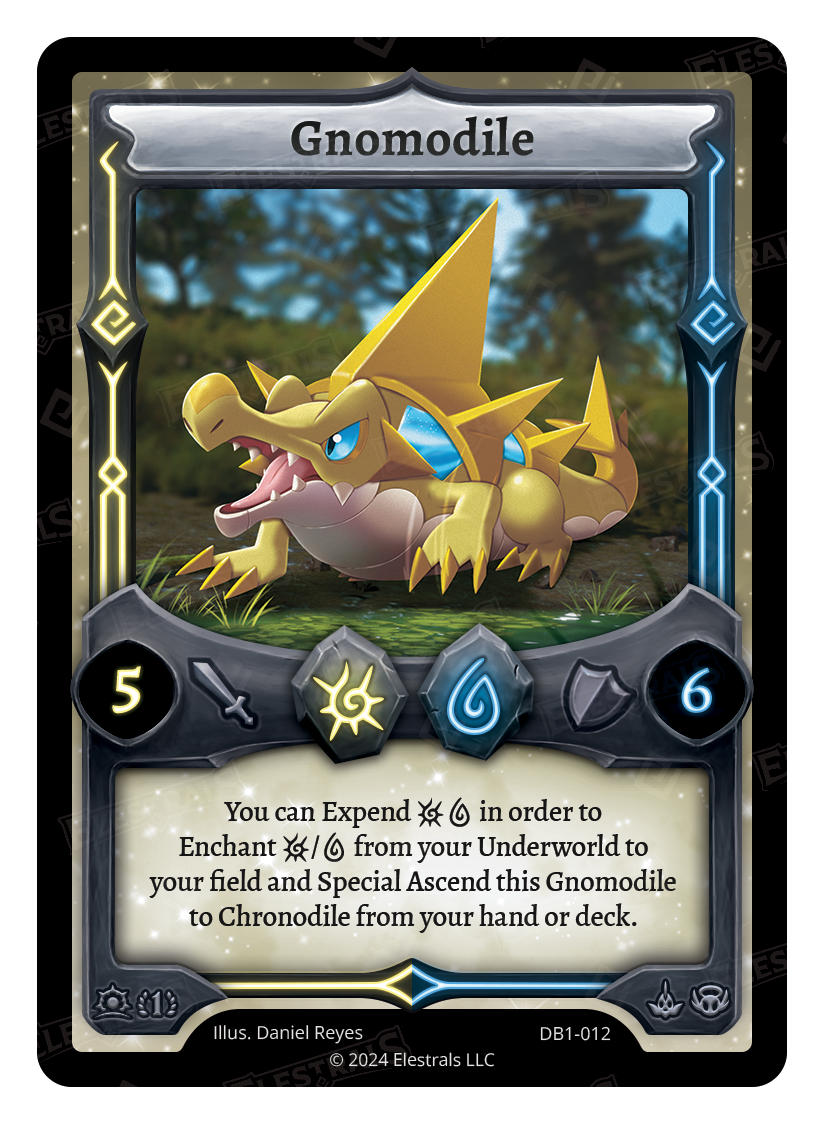 Gnomodile
5
6
You can Expend in order to
Enchant / from your Underworld to
your field and Special Ascend this Gnomodile
to Chronodile from your hand or deck.
1
Illus. Daniel Reyes
DB1-012
© 2024 Elestrals LLC